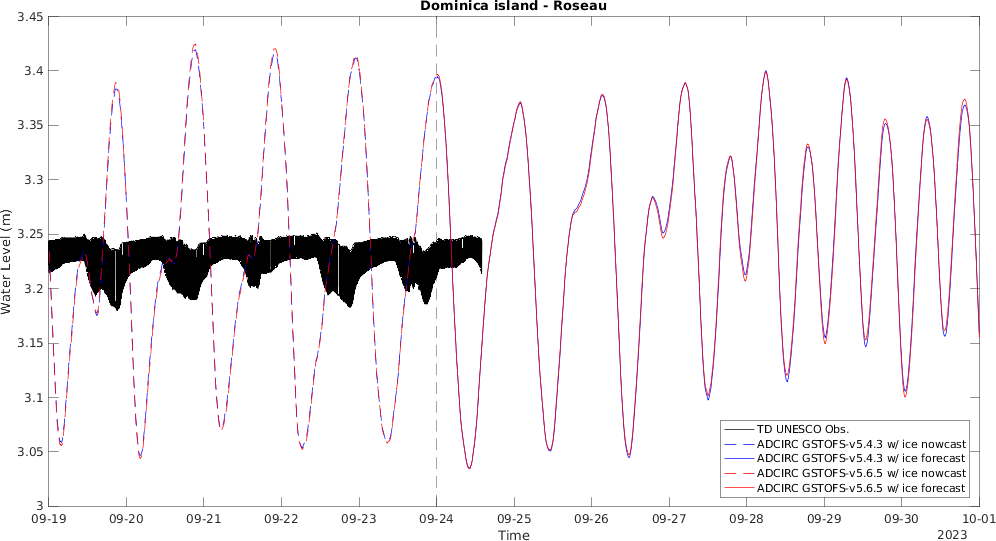 Dominica island - Roseau
3.45
3.4
3.35
3.3
3.25
3.2
3.15
3.1
3.05
3
Water Level (m)
09-19 09-20 09-21 09-22 09-23 09-24 09-25 09-26 09-27 09-28 09-29 09-30 10-01
Time
2023
TD UNESCO Obs.
ADCIRC GSTOFS-v5.4.3 w/ ice nowcast
ADCIRC GSTOFS-v5.4.3 w/ ice forecast
ADCIRC GSTOFS-v5.6.5 w/ ice nowcast
ADCIRC GSTOFS-v5.6.5 w/ ice forecast